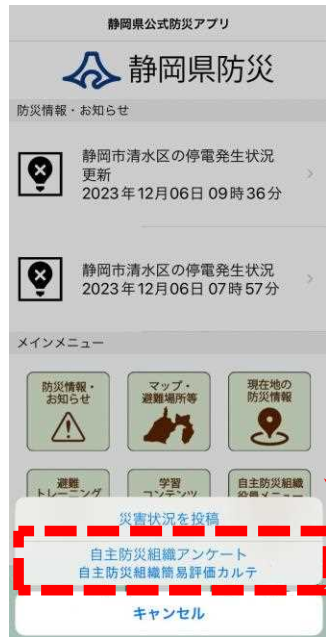 静岡県公式防災アプリ
静岡県防災
防災情報・お知らせ
静岡市清水区の停電発生状況
更新
2023年12月06日 09時36分
静岡市清水区の停電発生状況
2023年12月06日 07時57分
メインメニュー
防災情報・
お知らせ
マップ・
避難場所等
現在地の
防災情報
避難
トレーニング
学習
コンテンツ
自主防災組織
役員メニュー
災害状況を投稿
自主防災組織アンケート
自主防災組織簡易評価カルテ
キャンセル